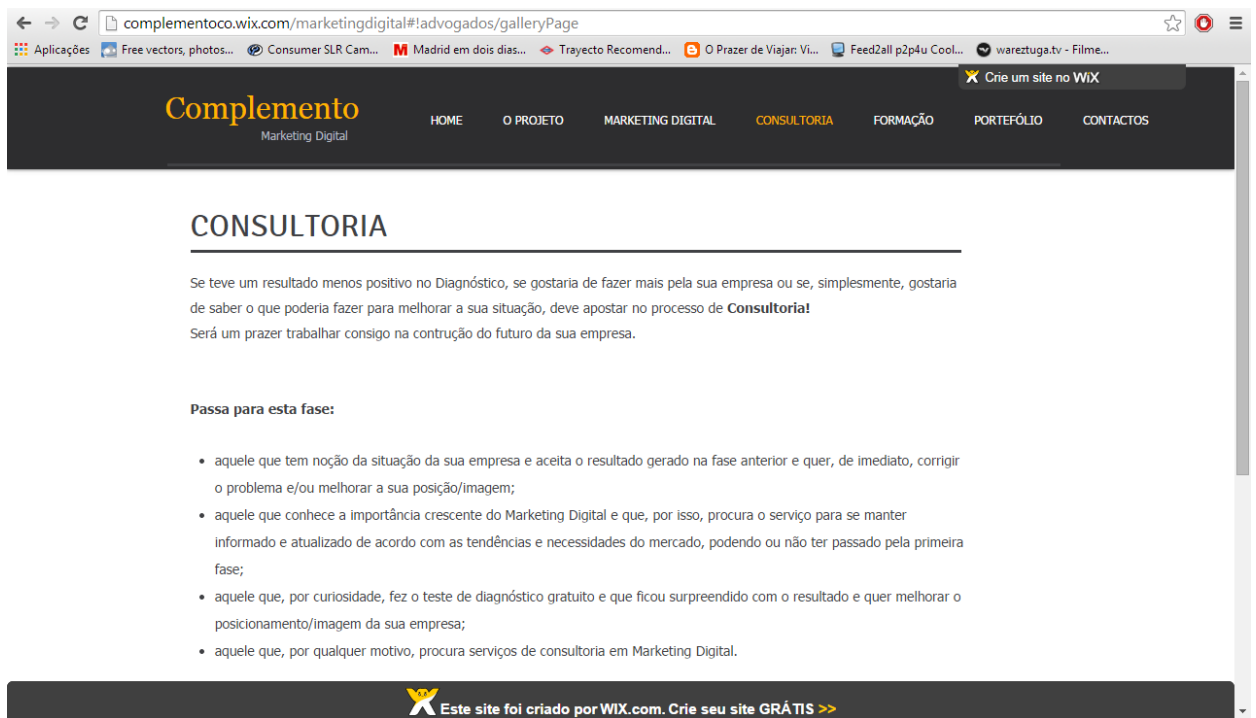 complementoco.wix.com/marketingdigital#!advogados/galleryPage
Aplicações Free vectors, photos... Consumer SLR Cam... Madrid em dois dias... Trayecto Recomend... O Prazer de Viajar: Vi... Feed2all p2p4u Cool... wareztuga.tv - Filme...
Crie um site no WiX
Complemento
Marketing Digital
HOME O PROJETO MARKETING DIGITAL CONSULTORIA FORMAÇÃO PORTEFÓLIO CONTACTOS
CONSULTORIA
Se teve um resultado menos positivo no Diagnóstico, se gostaria de fazer mais pela sua empresa ou se, simplesmente, gostaria
de saber o que poderia fazer para melhorar a sua situação, deve apostar no processo de Consultoria!
Será um prazer trabalhar consigo na contrução do futuro da sua empresa.
Passa para esta fase:
• aquele que tem noção da situação da sua empresa e aceita o resultado gerado na fase anterior e quer, de imediato, corrigir
o problema e/ou melhorar a sua posição/imagem;
• aquele que conhece a importância crescente do Marketing Digital e que, por isso, procura o serviço para se manter
informado e atualizado de acordo com as tendências e necessidades do mercado, podendo ou não ter passado pela primeira
fase;
• aquele que, por curiosidade, fez o teste de diagnóstico gratuito e que ficou surpreendido com o resultado e quer melhorar o
posicionamento/imagem da sua empresa;
• aquele que, por qualquer motivo, procura serviços de consultoria em Marketing Digital.
Este site foi criado por WIX.com. Crie seu site GRÁTIS >>